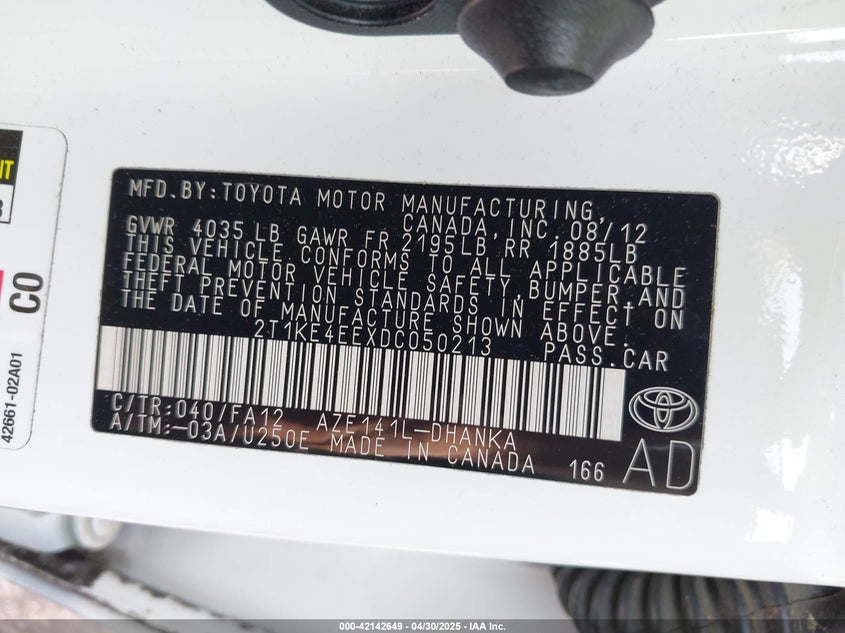 MFD.BY:TOYOTA MOTOR MANUFACTURING,
CANADA,INC. 08/12
GVWR 4035LB GAWR FR 2195LB,RR 1885LB
THIS VEHICLE CONFORMS TO ALL APPLICABLE
FEDERAL MOTOR VEHICLE SAFETY,BUMPER,AND
THEFT PREVENTION STANDARDS IN EFFECT ON
THE DATE OF MANUFACTURE SHOWN ABOVE.
2T1KE4EEXDC050213 PASS.CAR
C/TR:040/FA12 AZE141L-DHANKA
A/TM:-03A/U250E MADE IN CANADA 166 AD
CO
42661-02A01
000-42142649 - 04/30/2025 - IAA Inc.